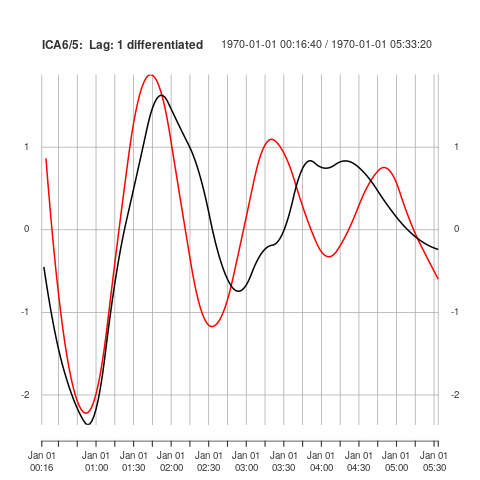 ICA6/5:  Lag: 1 differentiated 1970-01-01 00:16:40 / 1970-01-01 05:33:20
1 1
0 0
-1 -1
-2 -2
Jan 01 Jan 01 Jan 01 Jan 01 Jan 01 Jan 01 Jan 01 Jan 01 Jan 01 Jan 01 Jan 01
00:16 01:00 01:30 02:00 02:30 03:00 03:30 04:00 04:30 05:00 05:30